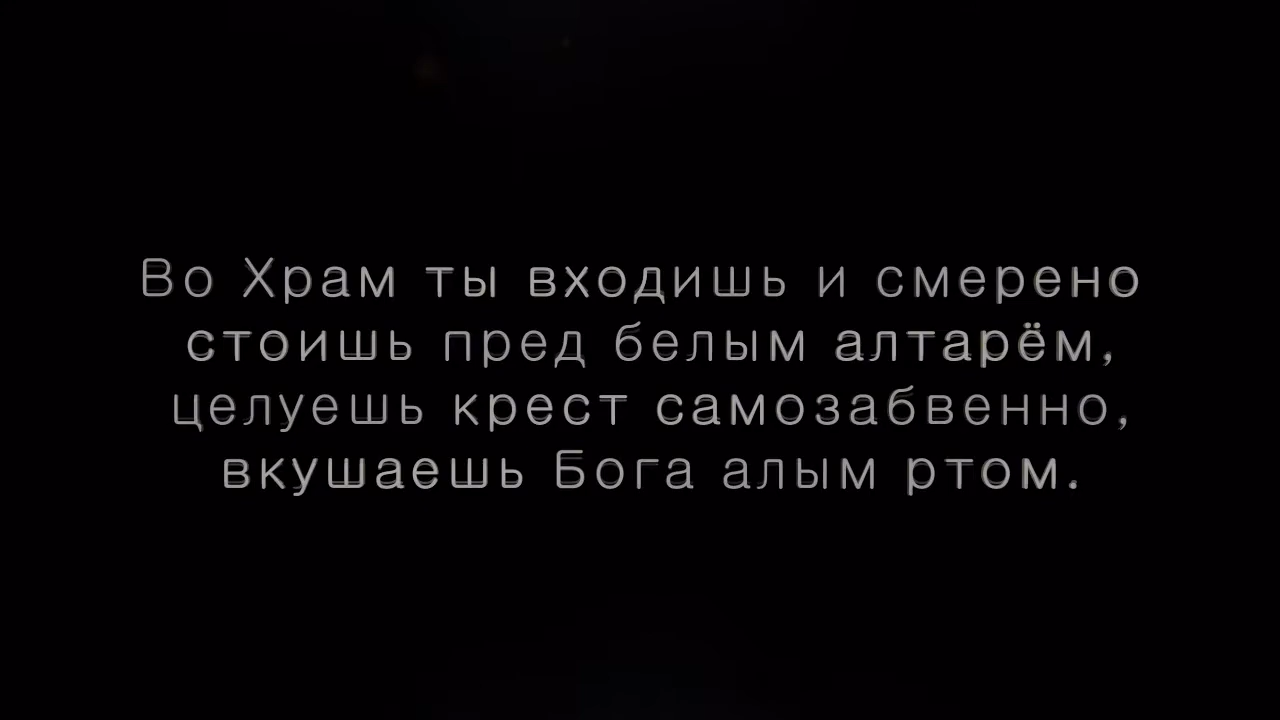 Во Храм ты входишь и смерено
стоишь пред белым алтарём,
целуешь крест самозабвенно,
вкушаешь Бога алым ртом.